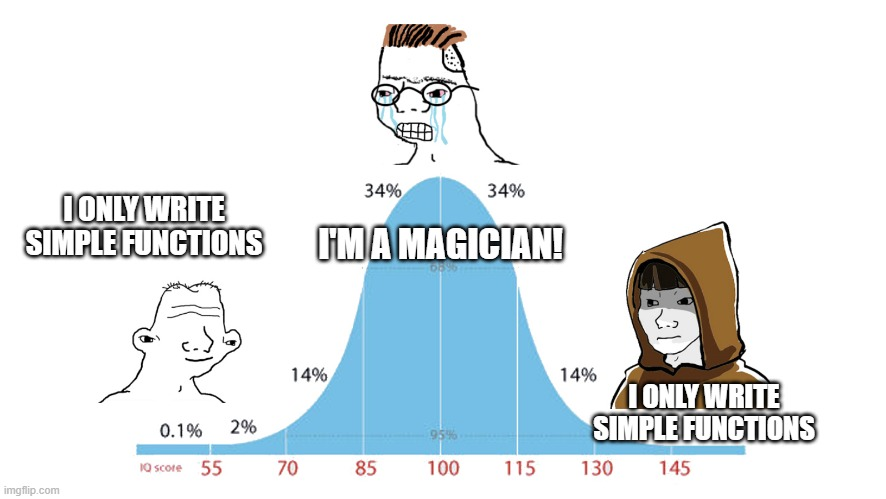 34% 34%
I ONLY WRITE
SIMPLE FUNCTIONS
I'M A MAGICIAN!
68%
14% 14%
I ONLY WRITE
SIMPLE FUNCTIONS
0.1% 2%
95%
IQ score 55 70 85 100 115 130 145
imgflip.com